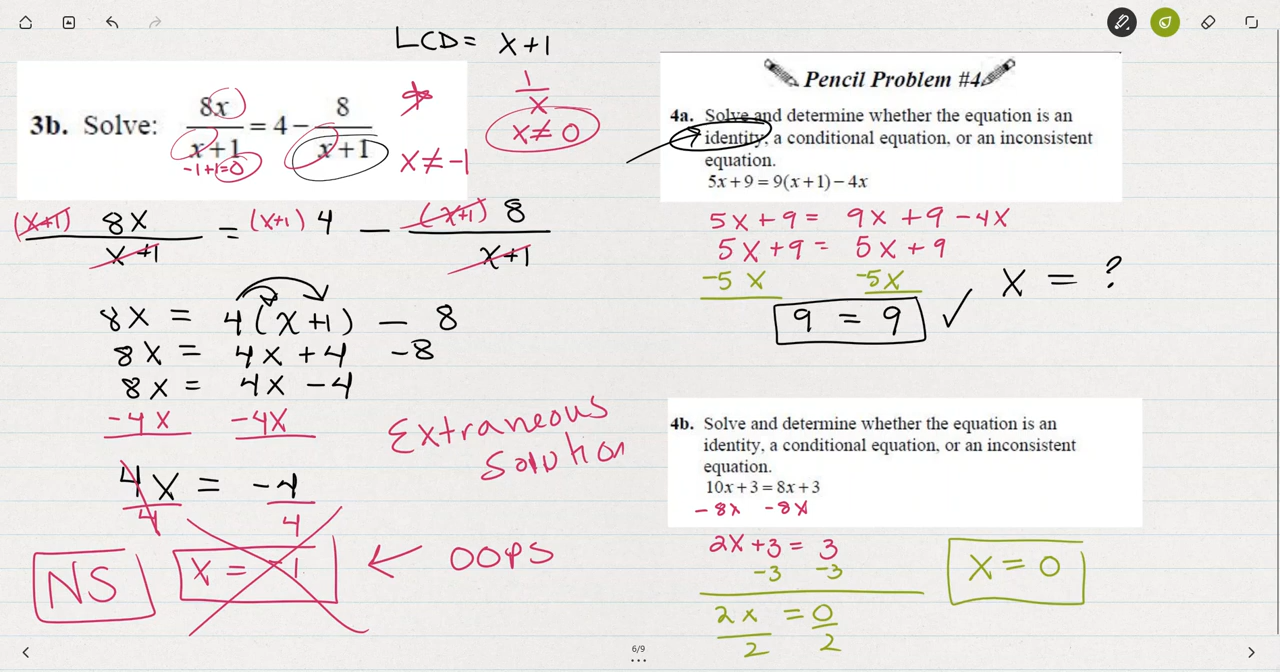 LCD = x+1
3b. Solve: 8x/x+1 = 4 − 8/x+1
-1+1=0
x ≠ -1
1/x
x ≠ 0
(x+1) 8x / x+1 = (x+1) 4 − (x+1) 8 / x+1
8x = 4(x+1) − 8
8x = 4x +4 -8
8x = 4x -4
-4x -4x
4x/4 = -4/4
x = -1
NS
← OOPS
Extraneous
solution
Pencil Problem #4
4a. Solve and determine whether the equation is an
identity, a conditional equation, or an inconsistent
equation.
5x + 9 = 9(x + 1) − 4x
5x+9 = 9x +9 -4x
5x+9 = 5x+9
-5x -5x
9 = 9 ✓
x = ?
4b. Solve and determine whether the equation is an
identity, a conditional equation, or an inconsistent
equation.
10x + 3 = 8x + 3
-8x -8x
2x+3 = 3
-3 -3
2x/2 = 0/2
x = 0
6/9